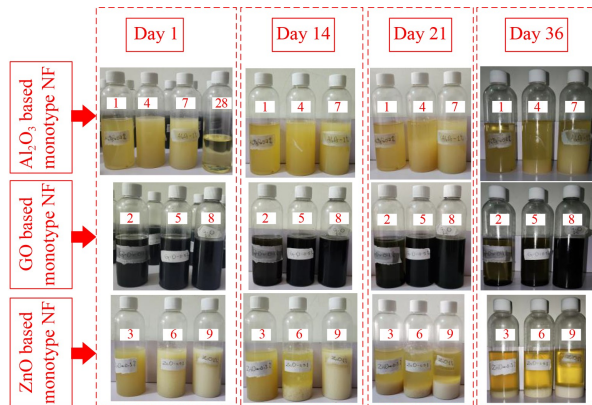 Day 1
Day 14
Day 21
Day 36
Al₂O₃ based
monotype NF
1 4 7 28
1 4 7
1 4 7
1 4 7
GO based
monotype NF
2 5 8
2 5 8
2 5 8
2 5 8
ZnO based
monotype NF
3 6 9
3 6 9
3 6 9
3 6 9